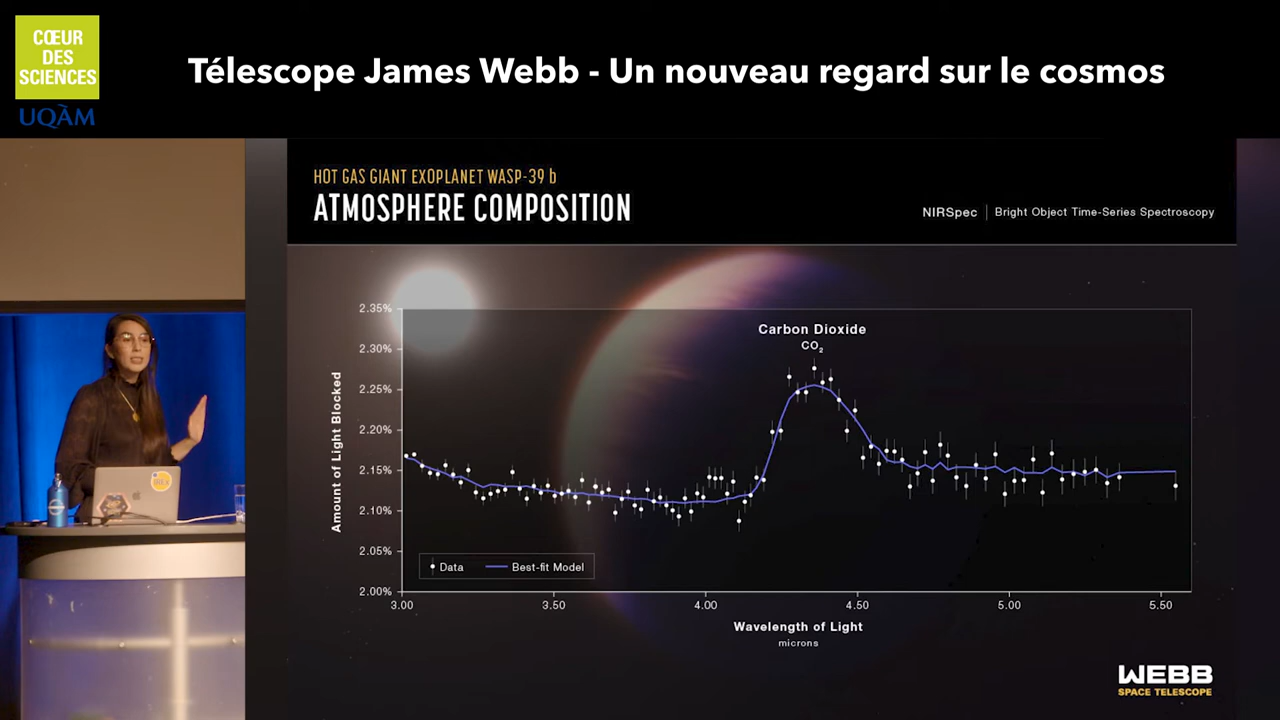 CŒUR
DES
SCIENCES
UQÀM
Télescope James Webb - Un nouveau regard sur le cosmos
HOT GAS GIANT EXOPLANET WASP-39 b
ATMOSPHERE COMPOSITION
NIRSpec | Bright Object Time-Series Spectroscopy
2.35%
2.30%
2.25%
2.20%
2.15%
2.10%
2.05%
2.00%
Amount of Light Blocked
Carbon Dioxide
CO₂
Data
Best-fit Model
3.00
3.50
4.00
4.50
5.00
5.50
Wavelength of Light
microns
WEBB
SPACE TELESCOPE